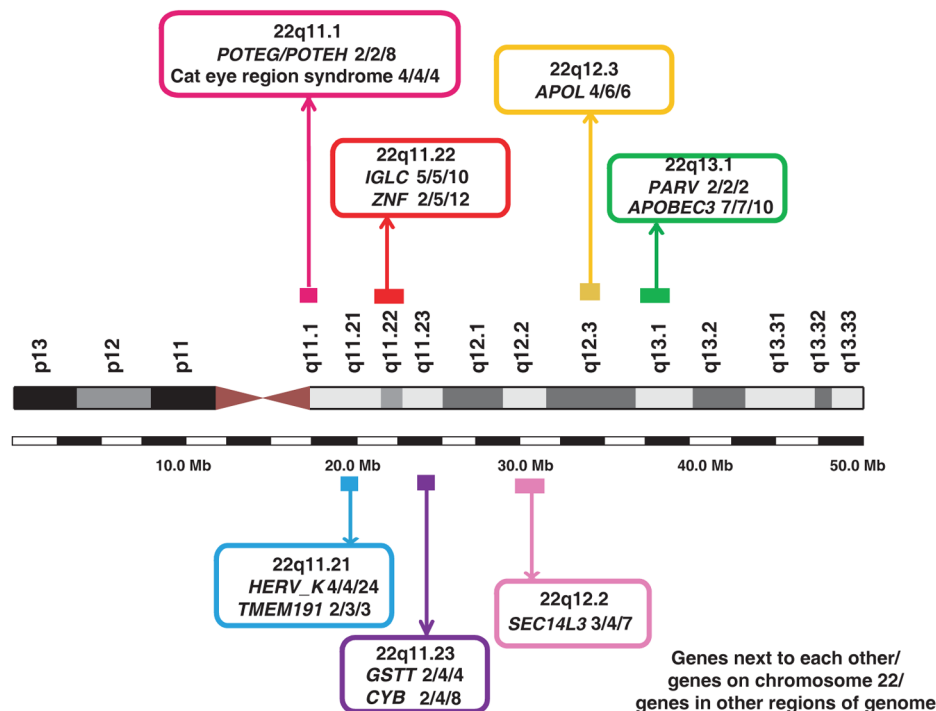 22q11.1
POTEG/POTEH 2/2/8
Cat eye region syndrome 4/4/4
22q12.3
APOL 4/6/6
22q11.22
IGLC 5/5/10
ZNF 2/5/12
22q13.1
PARV 2/2/2
APOBEC3 7/7/10
p13
p12
p11
q11.1
q11.21
q11.22
q11.23
q12.1
q12.2
q12.3
q13.1
q13.2
q13.31
q13.32
q13.33
10.0 Mb
20.0 Mb
30.0 Mb
40.0 Mb
50.0 Mb
22q11.21
HERV_K 4/4/24
TMEM191 2/3/3
22q12.2
SEC14L3 3/4/7
22q11.23
GSTT 2/4/4
CYB 2/4/8
Genes next to each other/
genes on chromosome 22/
genes in other regions of genome